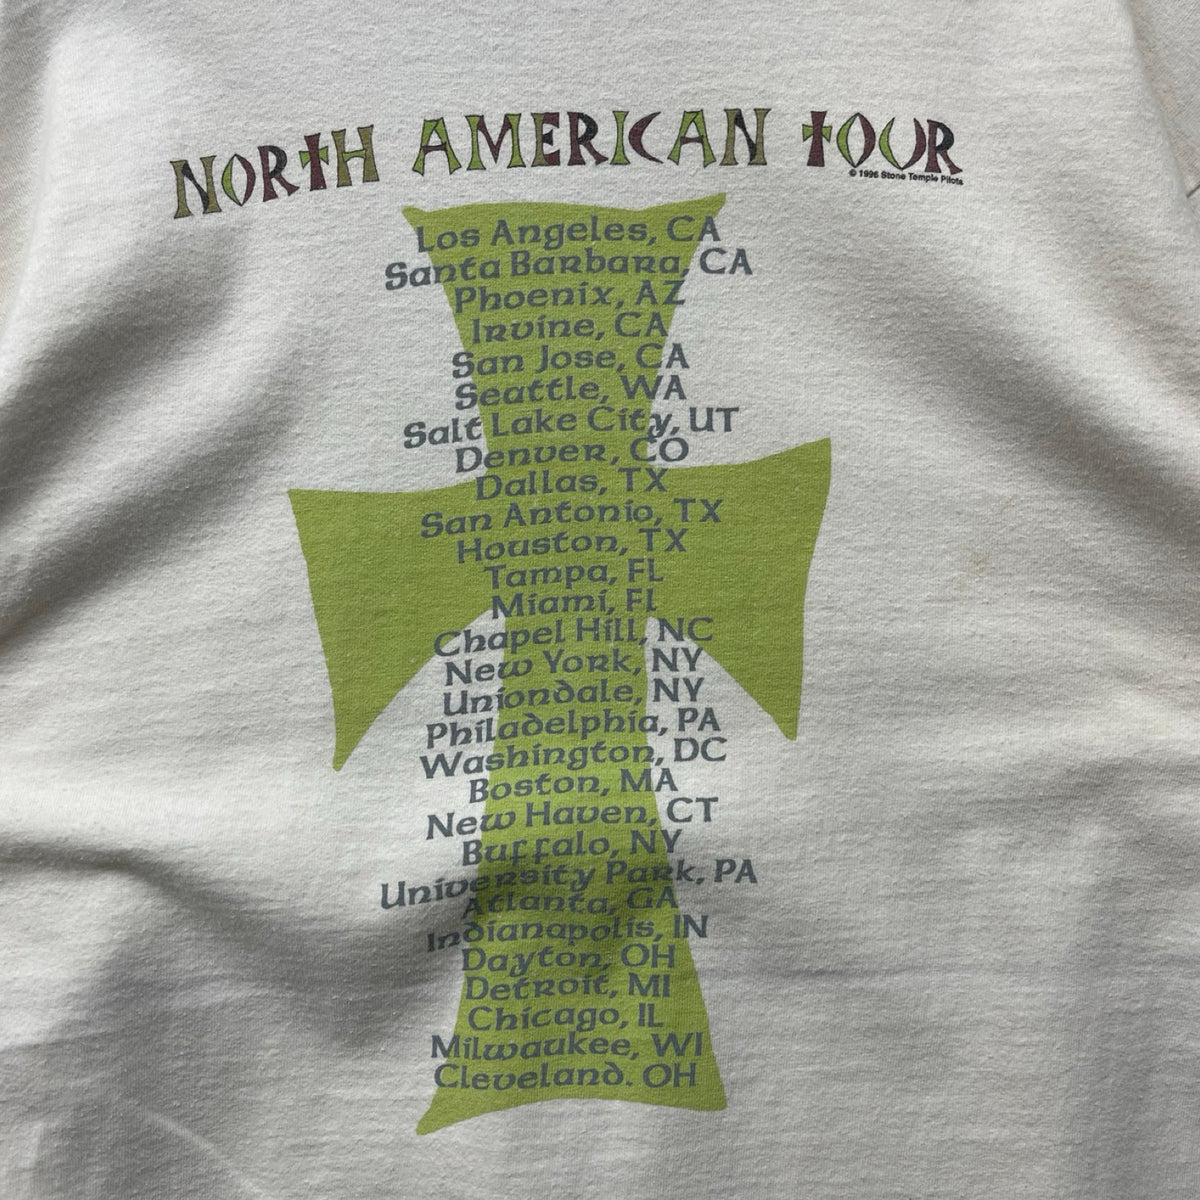 NORTH AMERICAN TOUR
© 1996 Stone Temple Pilots
Los Angeles, CA
Santa Barbara, CA
Phoenix, AZ
Irvine, CA
San Jose, CA
Seattle, WA
Salt Lake City, UT
Denver, CO
Dallas, TX
San Antonio, TX
Houston, TX
Tampa, FL
Miami, FL
Chapel Hill, NC
New York, NY
Uniondale, NY
Philadelphia, PA
Washington, DC
Boston, MA
New Haven, CT
Buffalo, NY
University Park, PA
Atlanta, GA
Indianapolis, IN
Dayton, OH
Detroit, MI
Chicago, IL
Milwaukee, WI
Cleveland. OH